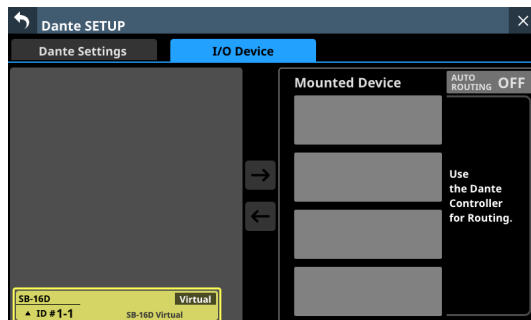 Dante SETUP
Dante Settings
I/O Device
Mounted Device
AUTO
ROUTING OFF
Use
the Dante
Controller
for Routing.
SB-16D
Virtual
▲ ID #1-1
SB-16D Virtual